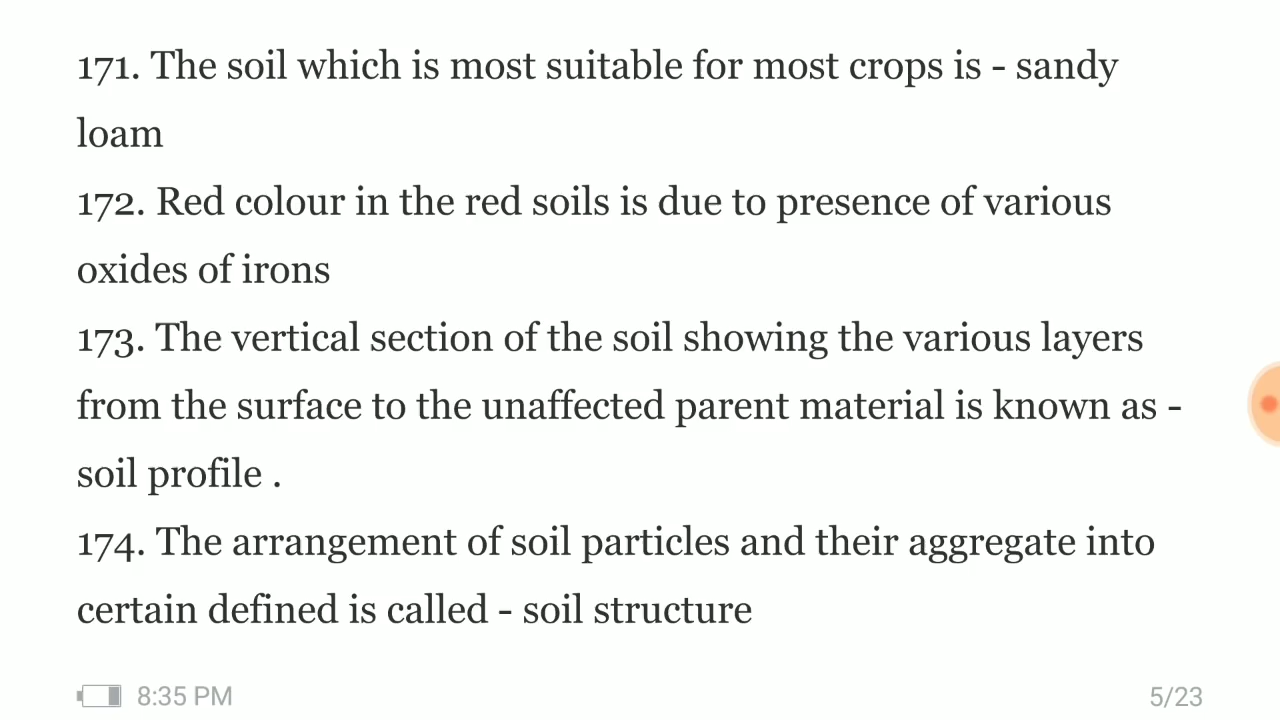 171. The soil which is most suitable for most crops is - sandy
loam
172. Red colour in the red soils is due to presence of various
oxides of irons
173. The vertical section of the soil showing the various layers
from the surface to the unaffected parent material is known as -
soil profile .
174. The arrangement of soil particles and their aggregate into
certain defined is called - soil structure
8:35 PM 5/23